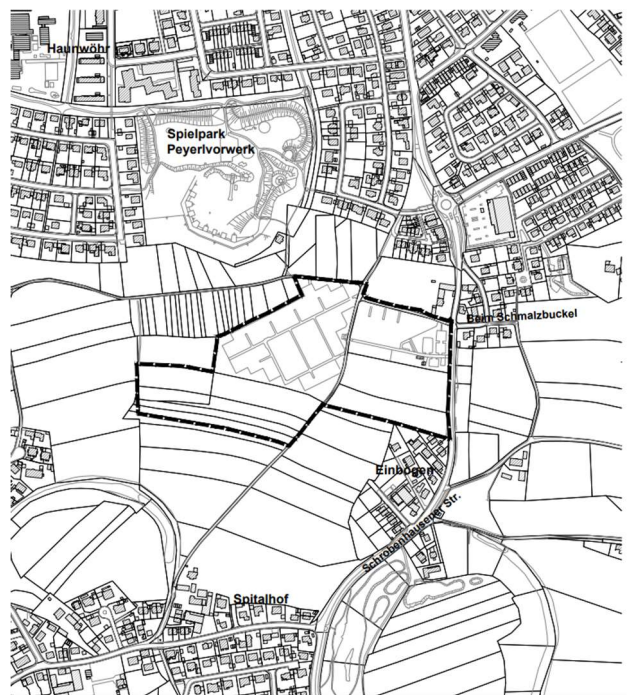 Haunwöhr
Spielpark
Peyerlvorwerk
Beim Schmalzbuckel
Einbogen
Schrobenhausener Str.
Spitalhof